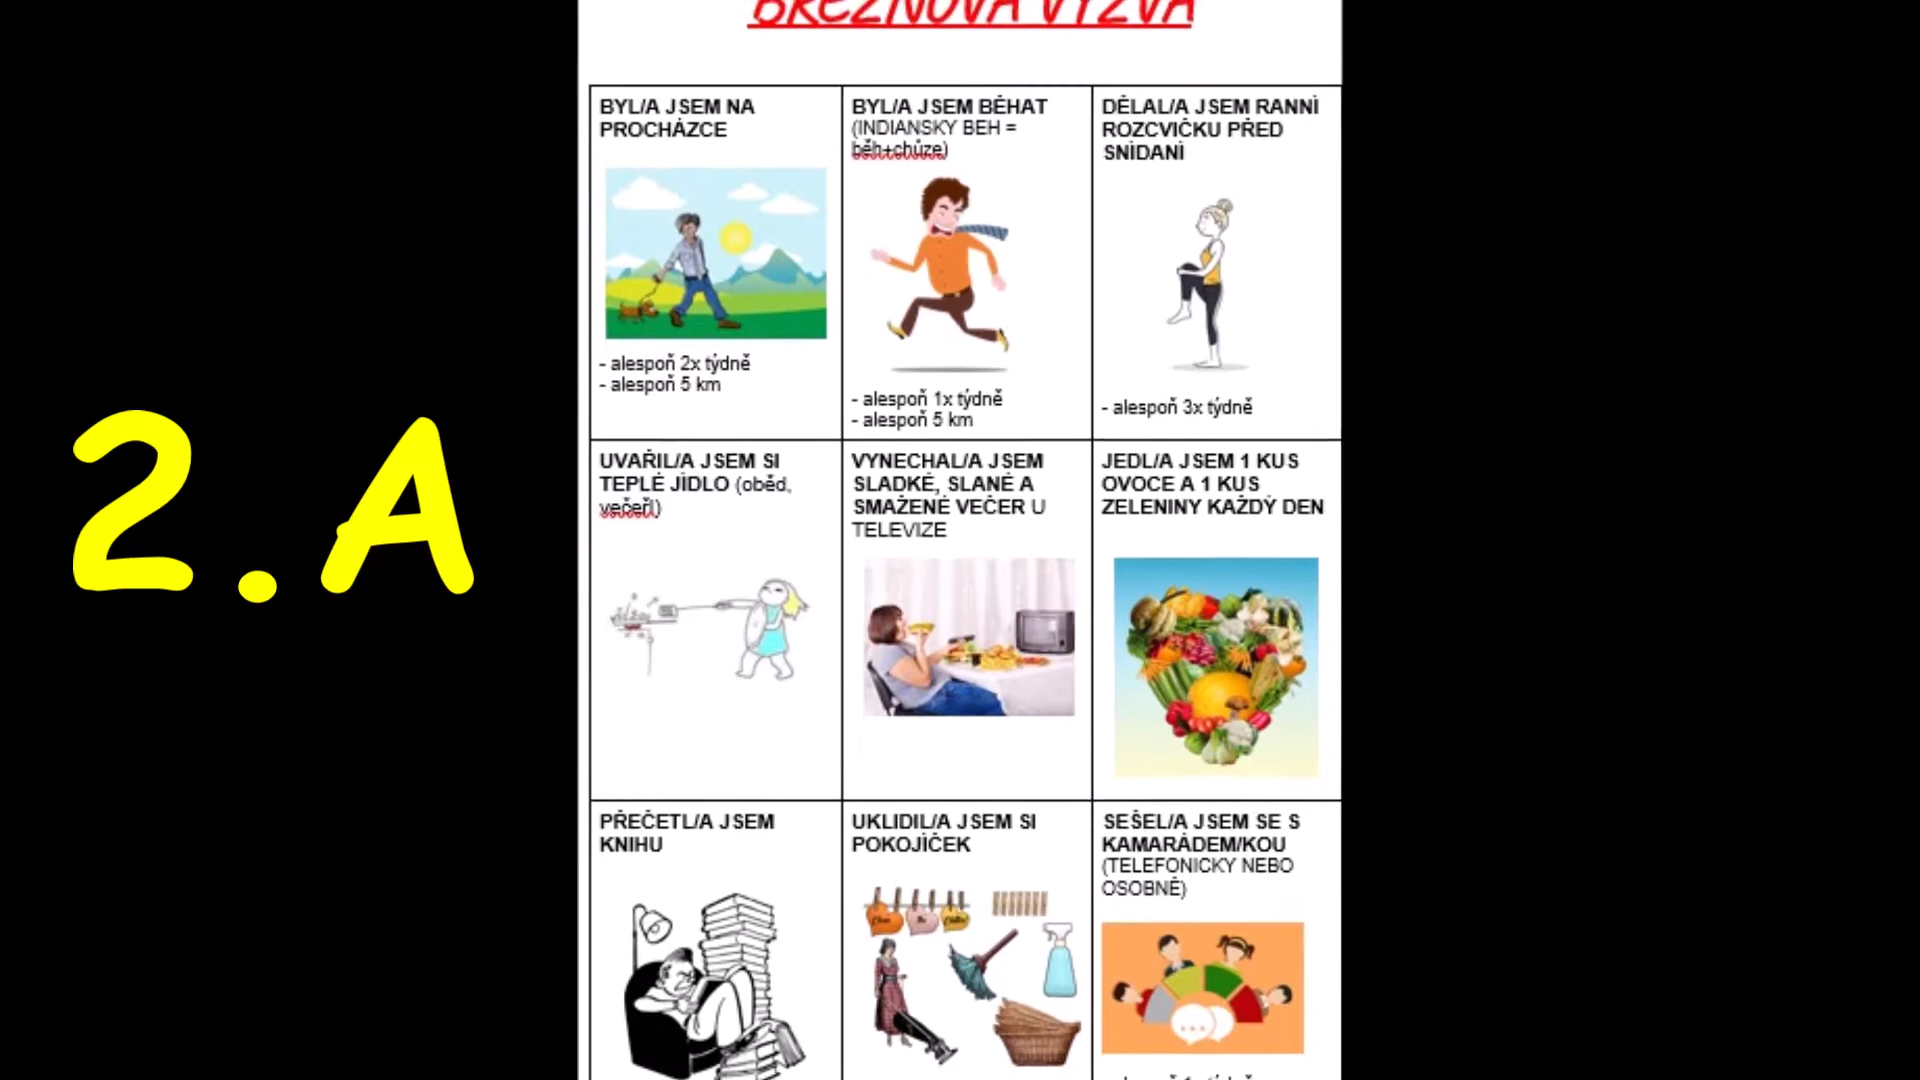 BŘEZNOVÁ VÝZVA
BYL/A JSEM NA
PROCHÁZCE
- alespoň 2x týdně
- alespoň 5 km
BYL/A JSEM BĚHAT
(INDIANSKY BEH =
běh+chůze)
- alespoň 1x týdně
- alespoň 5 km
DĚLAL/A JSEM RANNÍ
ROZCVIČKU PŘED
SNÍDANÍ
- alespoň 3x týdně
2.A
UVAŘIL/A JSEM SI
TEPLÉ JÍDLO (oběd,
večeři)
VYNECHAL/A JSEM
SLADKÉ, SLANÉ A
SMAŽENÉ VEČER U
TELEVIZE
JEDL/A JSEM 1 KUS
OVOCE A 1 KUS
ZELENINY KAŽDÝ DEN
PŘEČETL/A JSEM
KNIHU
UKLIDIL/A JSEM SI
POKOJÍČEK
SEŠEL/A JSEM SE S
KAMARÁDEM/KOU
(TELEFONICKY NEBO
OSOBNĚ)